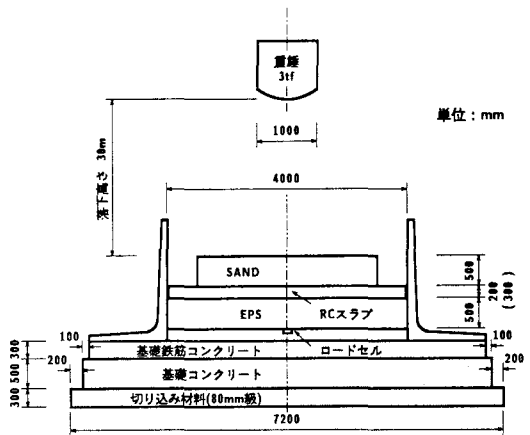 重錘
3tf
単位：mm
1000
落下高さ 30m
4000
SAND
500
200
(300)
EPS
RCスラブ
500
100
100
300
基礎鉄筋コンクリート
ロードセル
200
200
500
基礎コンクリート
300
切り込み材料(80mm級)
7200